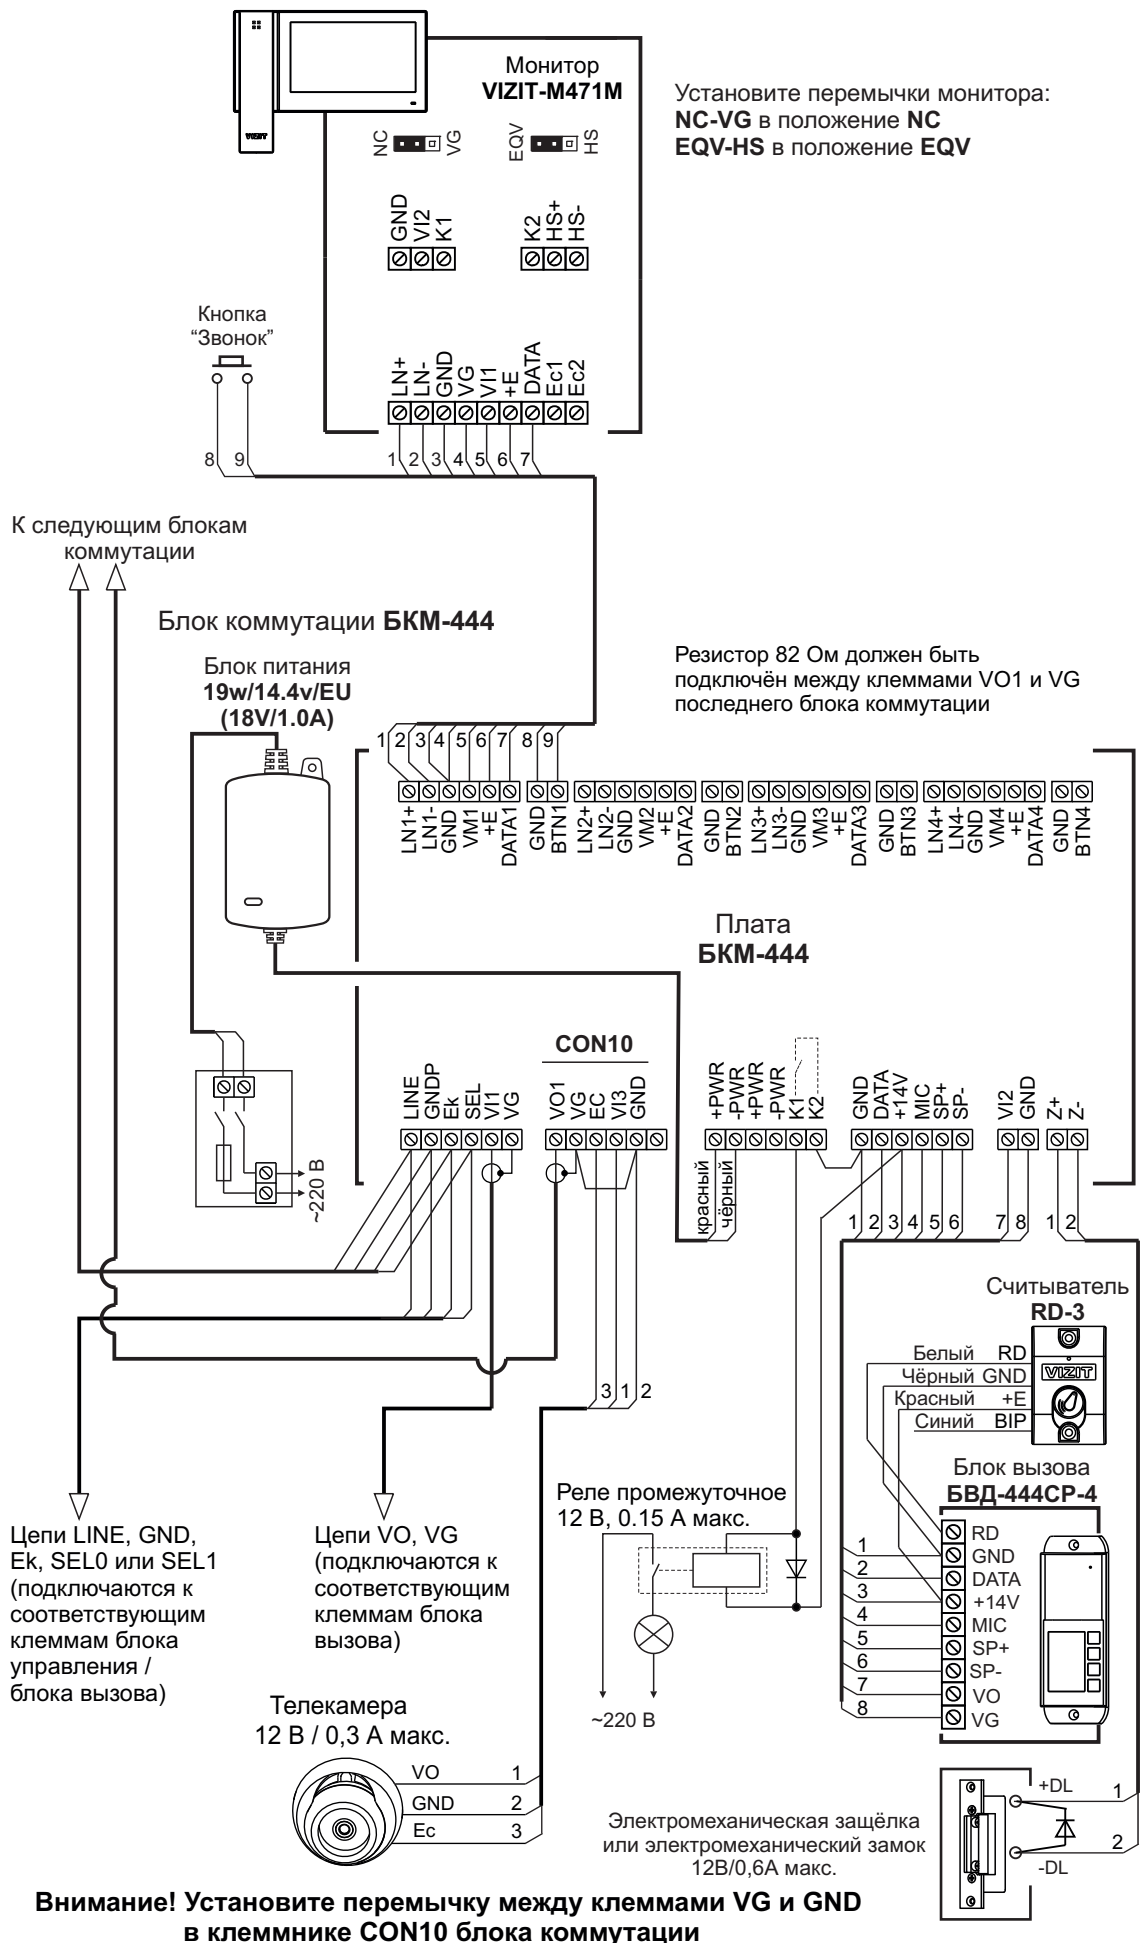 Монитор
VIZIT-M471M
Установите перемычки монитора:
NC-VG в положение NC
EQV-HS в положение EQV
VIZIT
NC VG
EQV HS
GND VI2 K1
K2 HS+ HS-
Кнопка
“Звонок”
LN+ LN- GND VG VI1 +E DATA Ec1 Ec2
8 9
1 2 3 4 5 6 7
К следующим блокам
коммутации
Блок коммутации БКМ-444
Блок питания
19w/14.4v/EU
(18V/1.0A)
Резистор 82 Ом должен быть
подключён между клеммами VO1 и VG
последнего блока коммутации
1 2 3 4 5 6 7 8 9
LN1+ LN1- GND VM1 +E DATA1 GND BTN1 LN2+ LN2- GND VM2 +E DATA2 GND BTN2 LN3+ LN3- GND VM3 +E DATA3 GND BTN3 LN4+ LN4- GND VM4 +E DATA4 GND BTN4
Плата
БКМ-444
CON10
LINE GNDP Ek SEL VI1 VG
VO1 VG EC VI3 GND
+PWR -PWR +PWR -PWR K1 K2
GND DATA +14V MIC SP+ SP-
VI2 GND
Z+ Z-
~220 В
красный
чёрный
1 2 3 4 5 6 7 8 1 2
Считыватель
RD-3
VIZIT
Белый RD
Чёрный GND
Красный +E
Синий BIP
3 1 2
Блок вызова
БВД-444CP-4
1 RD
2 GND
3 DATA
4 +14V
5 MIC
6 SP+
7 SP-
8 VO
VG
Реле промежуточное
12 В, 0.15 А макс.
~220 В
Цепи LINE, GND,
Ek, SEL0 или SEL1
(подключаются к
соответствующим
клеммам блока
управления /
блока вызова)
Цепи VO, VG
(подключаются к
соответствующим
клеммам блока
вызова)
Телекамера
12 В / 0,3 А макс.
VO 1
GND 2
Ec 3
Электромеханическая защёлка
или электромеханический замок
12В/0,6А макс.
+DL 1
-DL 2
Внимание! Установите перемычку между клеммами VG и GND
в клеммнике CON10 блока коммутации